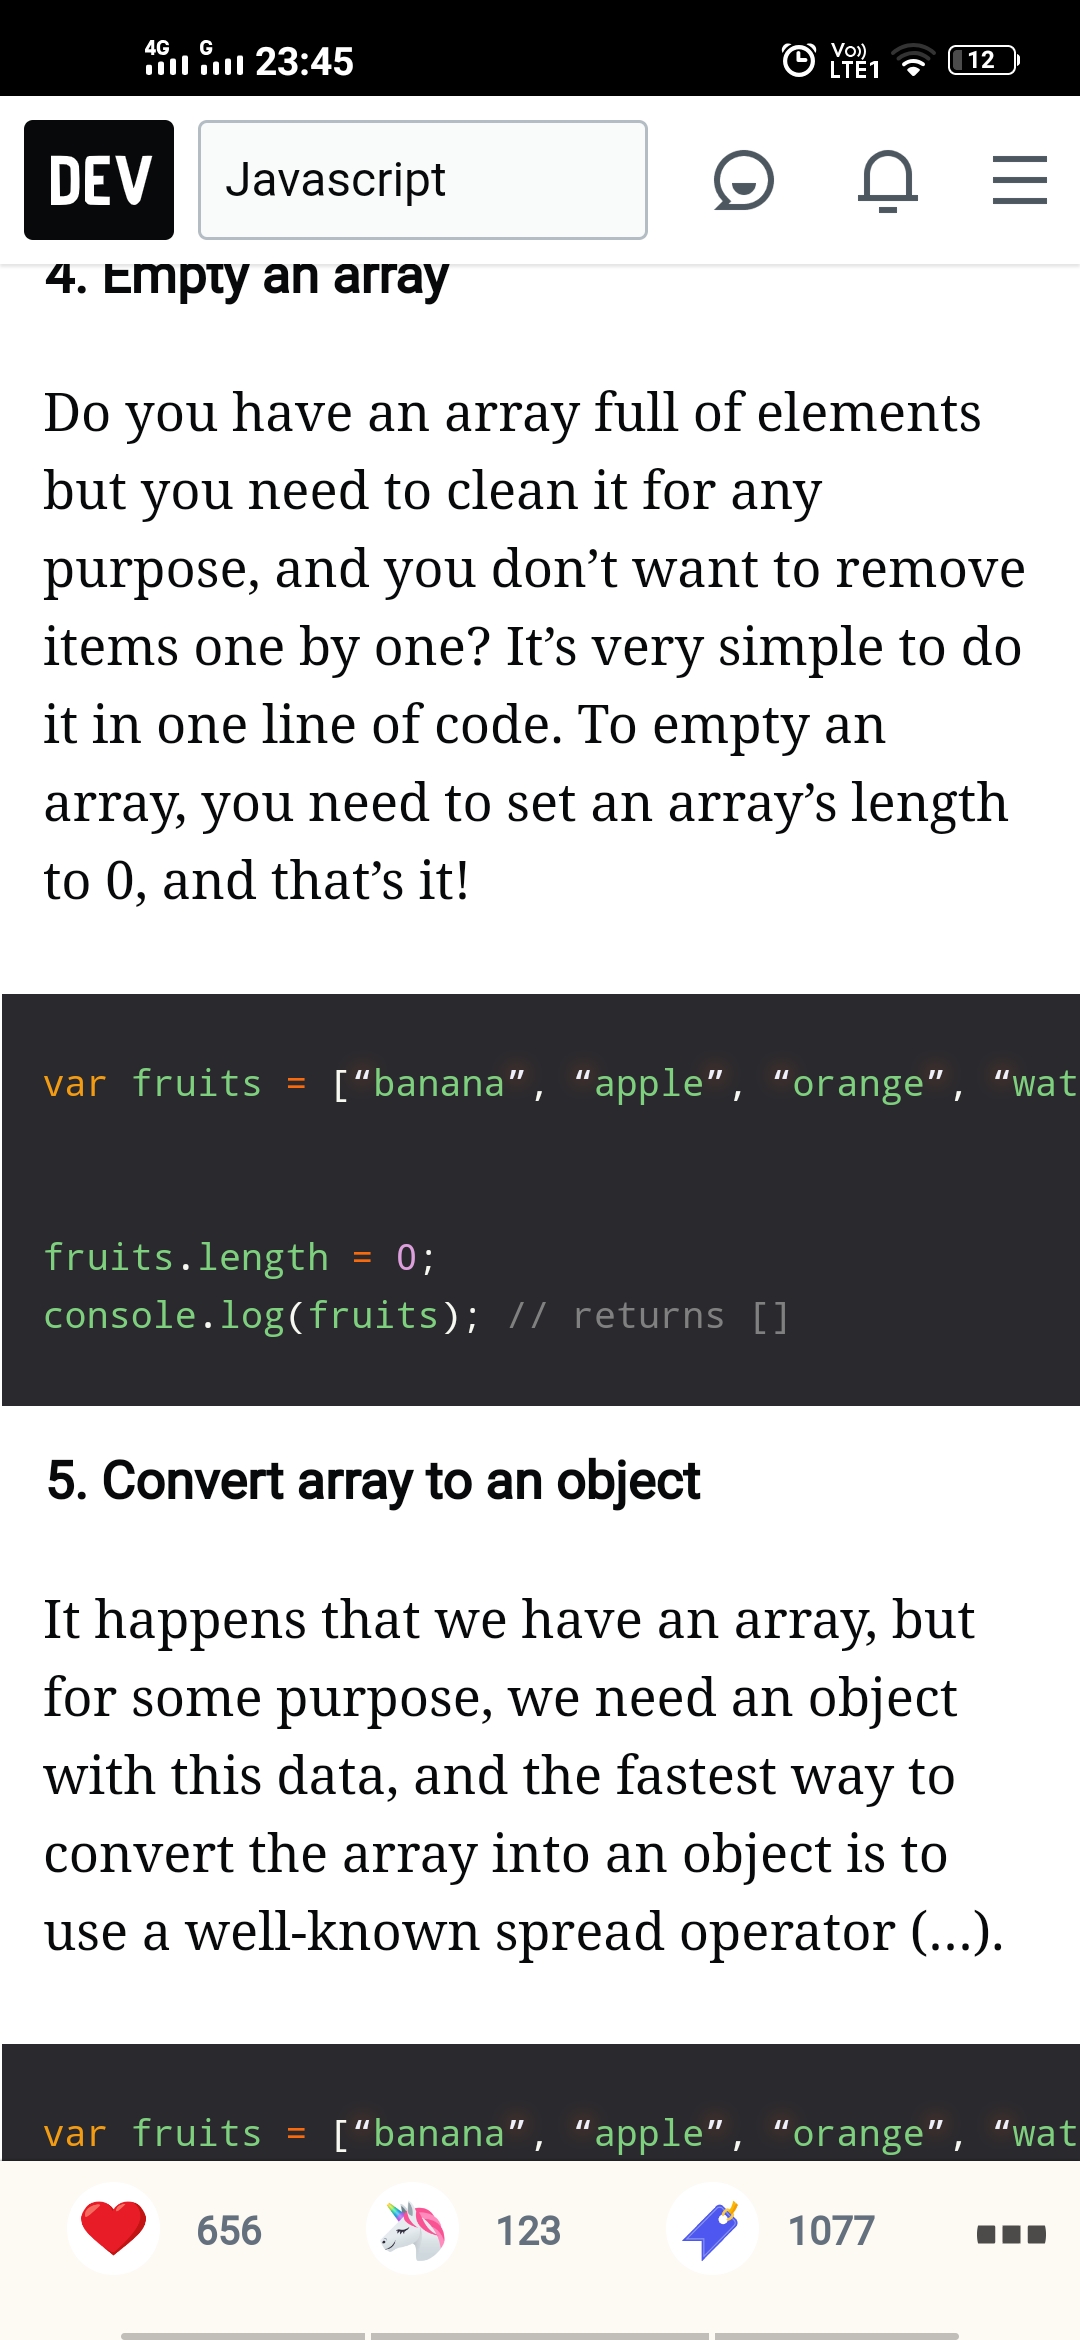 4G G 23:45 Vo)) LTE1 12
DEV Javascript
4. Empty an array
Do you have an array full of elements
but you need to clean it for any
purpose, and you don’t want to remove
items one by one? It’s very simple to do
it in one line of code. To empty an
array, you need to set an array’s length
to 0, and that’s it!
var fruits = [“banana”, “apple”, “orange”, “wat
fruits.length = 0;
console.log(fruits); // returns []
5. Convert array to an object
It happens that we have an array, but
for some purpose, we need an object
with this data, and the fastest way to
convert the array into an object is to
use a well-known spread operator (…).
var fruits = [“banana”, “apple”, “orange”, “wat
656 123 1077